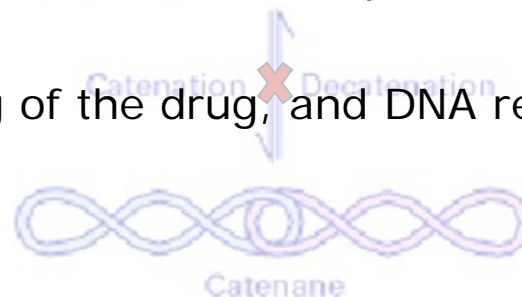 Catenation Decatenation
g of the drug, and DNA re
Catenane